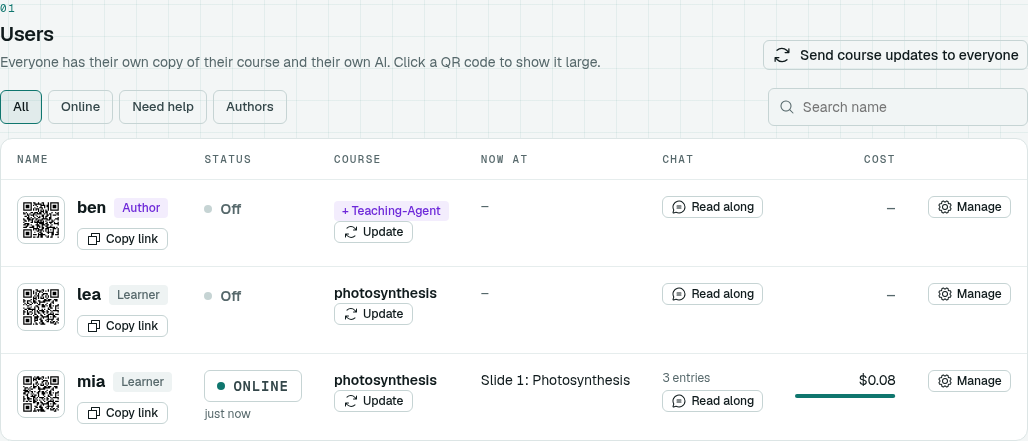 01
Users
Everyone has their own copy of their course and their own AI. Click a QR code to show it large.
Send course updates to everyone
All
Online
Need help
Authors
Search name
NAME
STATUS
COURSE
NOW AT
CHAT
COST
ben Author
Copy link
Off
+ Teaching-Agent
Update
–
Read along
–
Manage
lea Learner
Copy link
Off
photosynthesis
Update
–
Read along
–
Manage
mia Learner
Copy link
ONLINE
just now
photosynthesis
Update
Slide 1: Photosynthesis
3 entries
Read along
$0.08
Manage